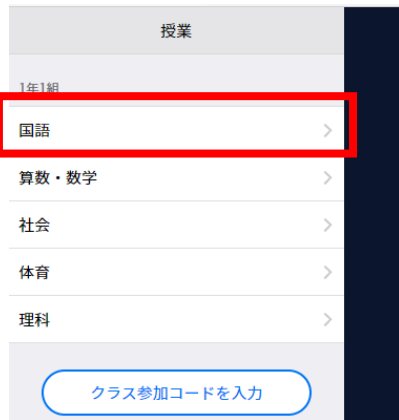 授業
1年1組
国語
算数・数学
社会
体育
理科
クラス参加コードを入力